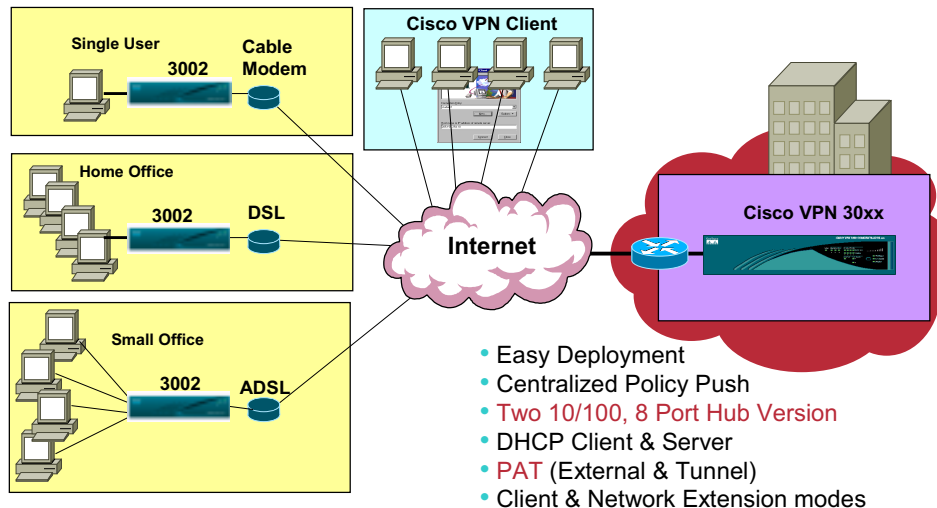 Single User
3002
Cable
Modem
Cisco VPN Client
Home Office
3002
DSL
Internet
Cisco VPN 30xx
Small Office
3002
ADSL
• Easy Deployment
• Centralized Policy Push
• Two 10/100, 8 Port Hub Version
• DHCP Client & Server
• PAT (External & Tunnel)
• Client & Network Extension modes